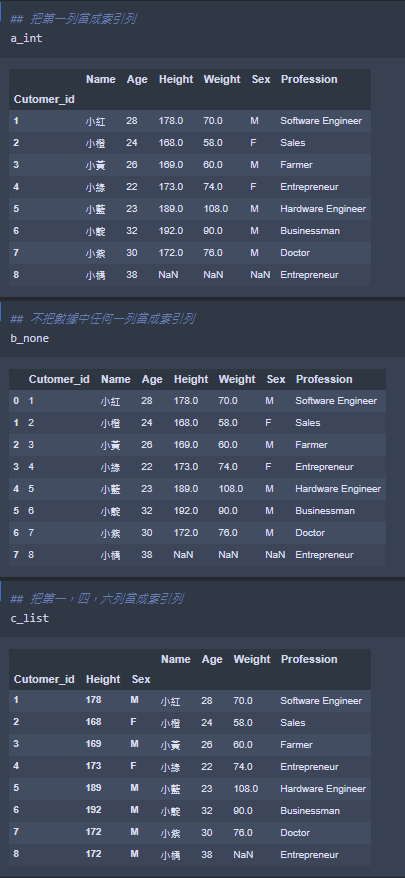 ## 把第一列當成索引列
a_int
Name Age Height Weight Sex Profession
Cutomer_id
1 小紅 28 178.0 70.0 M Software Engineer
2 小橙 24 168.0 58.0 F Sales
3 小黃 26 169.0 60.0 M Farmer
4 小綠 22 173.0 74.0 F Entrepreneur
5 小藍 23 189.0 108.0 M Hardware Engineer
6 小靛 32 192.0 90.0 M Businessman
7 小紫 30 172.0 76.0 M Doctor
8 小橘 38 NaN NaN NaN Entrepreneur
## 不把數據中任何一列當成索引列
b_none
Cutomer_id Name Age Height Weight Sex Profession
0 1 小紅 28 178.0 70.0 M Software Engineer
1 2 小橙 24 168.0 58.0 F Sales
2 3 小黃 26 169.0 60.0 M Farmer
3 4 小綠 22 173.0 74.0 F Entrepreneur
4 5 小藍 23 189.0 108.0 M Hardware Engineer
5 6 小靛 32 192.0 90.0 M Businessman
6 7 小紫 30 172.0 76.0 M Doctor
7 8 小橘 38 NaN NaN NaN Entrepreneur
## 把第一，四，六列當成索引列
c_list
Name Age Weight Profession
Cutomer_id Height Sex
1 178 M 小紅 28 70.0 Software Engineer
2 168 F 小橙 24 58.0 Sales
3 169 M 小黃 26 60.0 Farmer
4 173 F 小綠 22 74.0 Entrepreneur
5 189 M 小藍 23 108.0 Hardware Engineer
6 192 M 小靛 32 90.0 Businessman
7 172 M 小紫 30 76.0 Doctor
8 172 M 小橘 38 NaN Entrepreneur